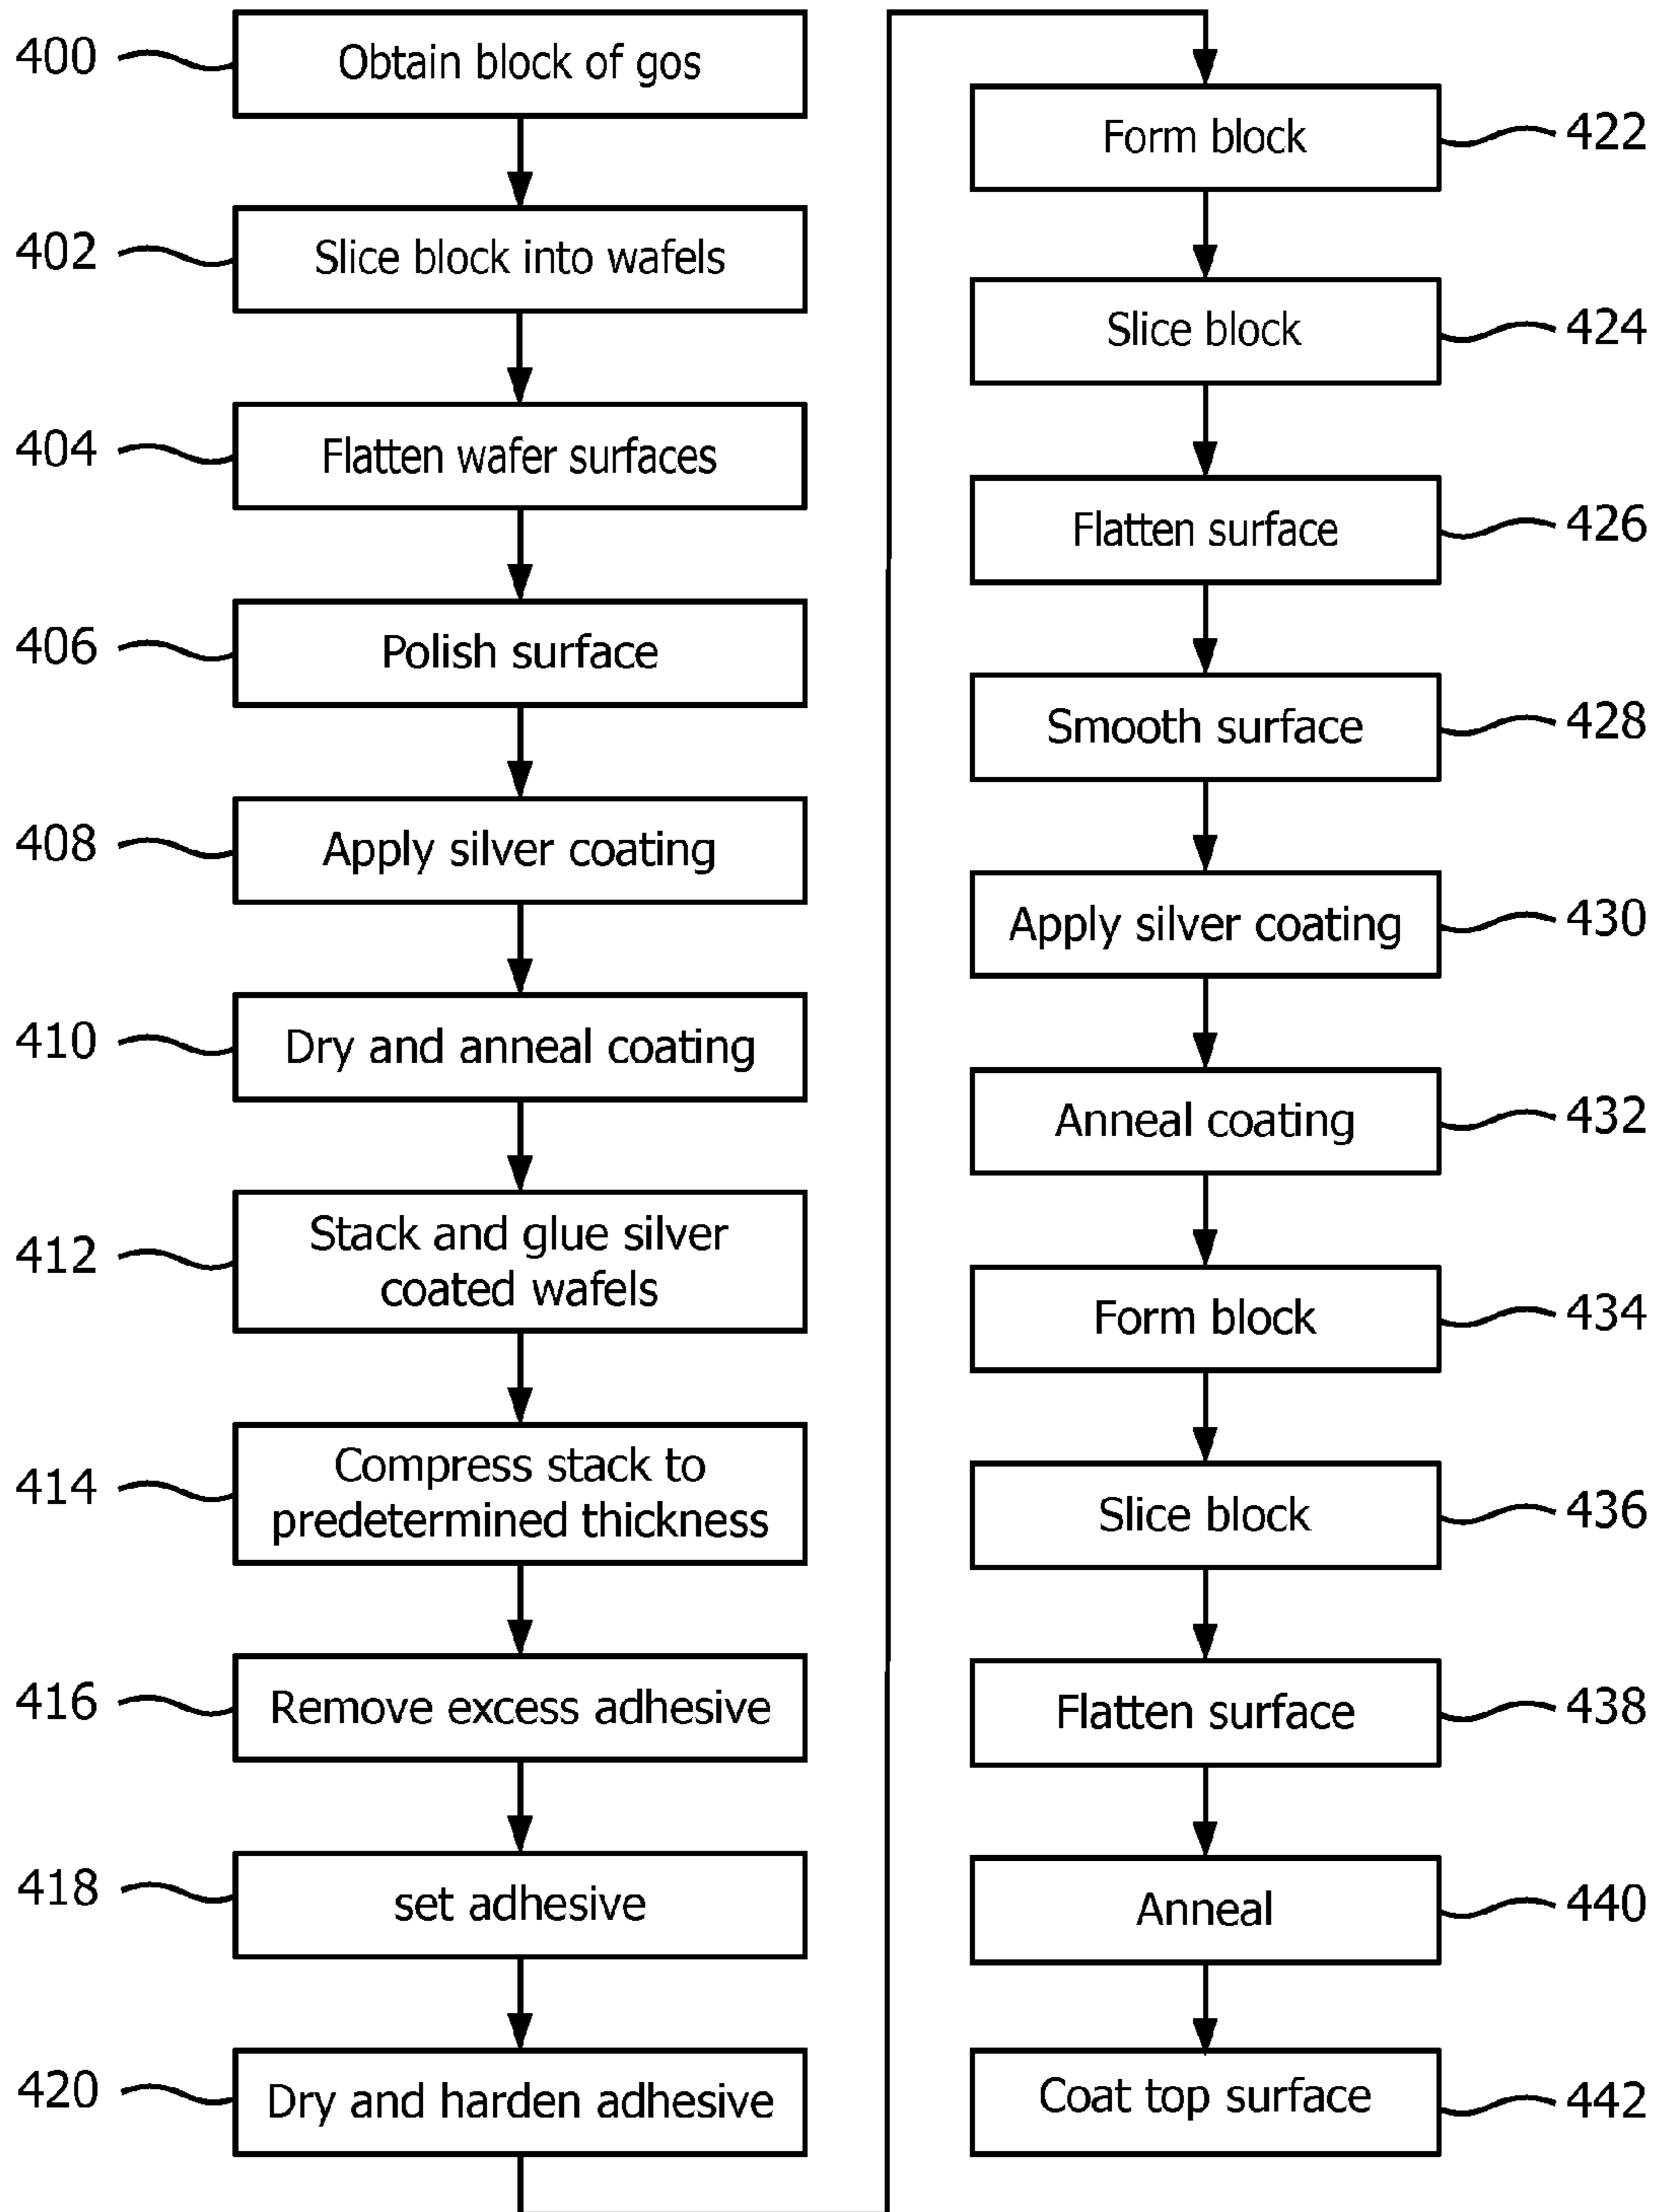 400
Obtain block of gos
402
Slice block into wafels
404
Flatten wafer surfaces
406
Polish surface
408
Apply silver coating
410
Dry and anneal coating
412
Stack and glue silver
coated wafels
414
Compress stack to
predetermined thickness
416
Remove excess adhesive
418
set adhesive
420
Dry and harden adhesive
Form block
422
Slice block
424
Flatten surface
426
Smooth surface
428
Apply silver coating
430
Anneal coating
432
Form block
434
Slice block
436
Flatten surface
438
Anneal
440
Coat top surface
442